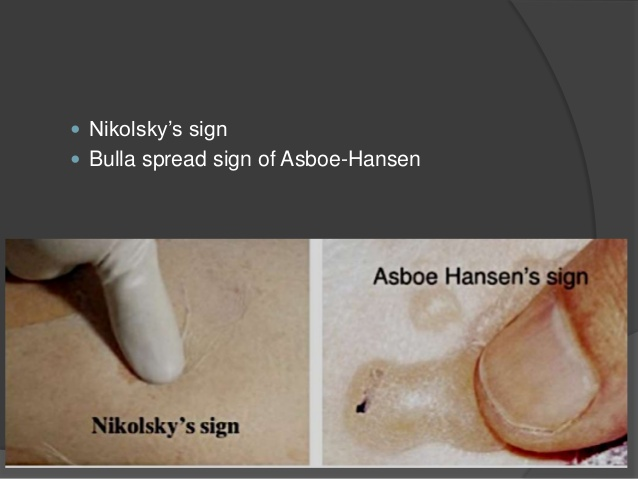 Nikolsky’s sign
Bulla spread sign of Asboe-Hansen
Asboe Hansen’s sign
Nikolsky’s sign